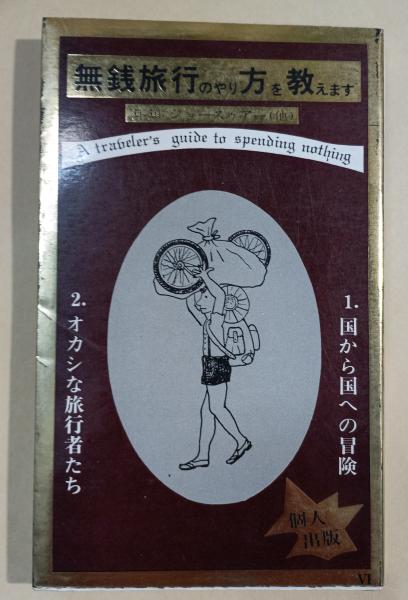 無銭旅行のやり方を教えます
A traveler's guide to spending nothing
1. 国から国への冒険
2. オカシな旅行者たち
個人
出版
VI